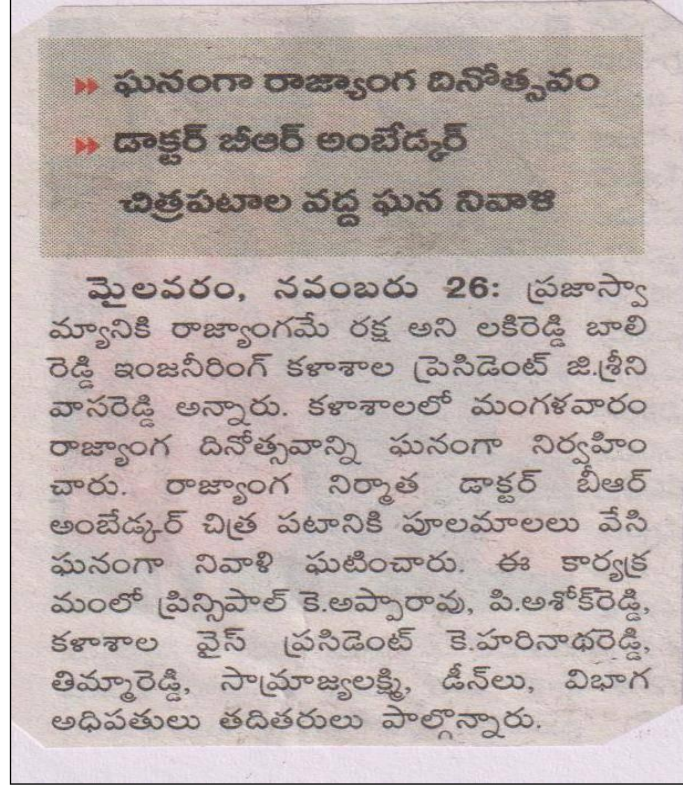 ఘనంగా రాజ్యాంగ దినోత్సవం
డాక్టర్ బీఆర్ అంబేడ్కర్
చిత్రపటాల వద్ద ఘన నివాళి
మైలవరం, నవంబరు 26: ప్రజాస్వా
మ్యానికి రాజ్యాంగమే రక్ష అని లకిరెడ్డి బాలి
రెడ్డి ఇంజనీరింగ్ కళాశాల ప్రెసిడెంట్ జి.శ్రీని
వాసరెడ్డి అన్నారు. కళాశాలలో మంగళవారం
రాజ్యాంగ దినోత్సవాన్ని ఘనంగా నిర్వహిం
చారు. రాజ్యాంగ నిర్మాత డాక్టర్ బీఆర్
అంబేడ్కర్ చిత్ర పటానికి పూలమాలలు వేసి
ఘనంగా నివాళి ఘటించారు. ఈ కార్యక్ర
మంలో ప్రిన్సిపాల్ కె.అప్పారావు, పి.అశోక్‌రెడ్డి,
కళాశాల వైస్ ప్రసిడెంట్ కె.హరినాథరెడ్డి,
తిమ్మారెడ్డి, సామ్రాజ్యలక్ష్మి, డీన్‌లు, విభాగ
అధిపతులు తదితరులు పాల్గొన్నారు.